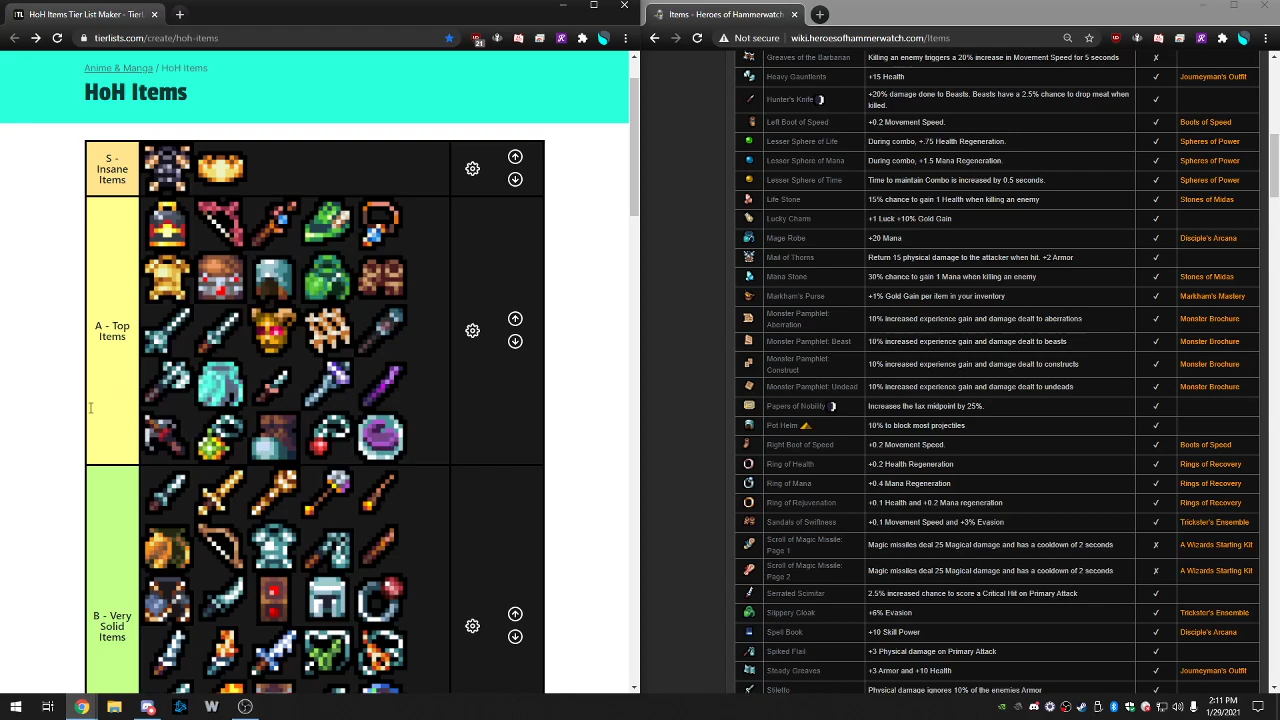 HoH Items Tier List Maker - Tierl
Items - Heroes of Hammerwatch
tierlists.com/create/hoh-items
21
Not secure
wiki.heroesofhammerwatch.com/Items
Anime & Manga / HoH Items
HoH Items
S -
Insane
Items
A - Top
Items
B - Very
Solid
Items
Greaves of the Barbarian Killing an enemy triggers a 20% increase in Movement Speed for 5 seconds ✗
Heavy Gauntlents +15 Health ✓ Journeyman's Outfit
Hunter's Knife +20% damage done to Beasts. Beasts have a 2.5% chance to drop meat when
killed. ✓
Left Boot of Speed +0.2 Movement Speed. ✓ Boots of Speed
Lesser Sphere of Life During combo, +.75 Health Regeneration. ✓ Spheres of Power
Lesser Sphere of Mana During combo, +1.5 Mana Regeneration. ✓ Spheres of Power
Lesser Sphere of Time Time to maintain Combo is increased by 0.5 seconds. ✓ Spheres of Power
Life Stone 15% chance to gain 1 Health when killing an enemy ✓ Stones of Midas
Lucky Charm +1 Luck +10% Gold Gain ✓
Mage Robe +20 Mana ✓ Disciple's Arcana
Mail of Thorns Return 15 physical damage to the attacker when hit. +2 Armor ✓
Mana Stone 30% chance to gain 1 Mana when killing an enemy ✓ Stones of Midas
Markham's Purse +1% Gold Gain per item in your inventory ✓ Markham's Mastery
Monster Pamphlet:
Aberration 10% increased experience gain and damage dealt to aberrations ✓ Monster Brochure
Monster Pamphlet: Beast 10% increased experience gain and damage dealt to beasts ✓ Monster Brochure
Monster Pamphlet:
Construct 10% increased experience gain and damage dealt to constructs ✓ Monster Brochure
Monster Pamphlet: Undead 10% increased experience gain and damage dealt to undeads ✓ Monster Brochure
Papers of Nobility Increases the tax midpoint by 25%. ✓
Pot Helm 10% to block most projectiles ✓
Right Boot of Speed +0.2 Movement Speed. ✓ Boots of Speed
Ring of Health +0.2 Health Regeneration ✓ Rings of Recovery
Ring of Mana +0.4 Mana Regeneration ✓ Rings of Recovery
Ring of Rejuvenation +0.1 Health and +0.2 Mana regeneration ✓ Rings of Recovery
Sandals of Swiftness +0.1 Movement Speed and +3% Evasion ✓ Trickster's Ensemble
Scroll of Magic Missile:
Page 1 Magic missiles deal 25 Magical damage and has a cooldown of 2 seconds ✗ A Wizards Starting Kit
Scroll of Magic Missile:
Page 2 Magic missiles deal 25 Magical damage and has a cooldown of 2 seconds ✗ A Wizards Starting Kit
Serrated Scimitar 2.5% increased chance to score a Critical Hit on Primary Attack ✓
Slippery Cloak +6% Evasion ✓ Trickster's Ensemble
Spell Book +10 Skill Power ✓ Disciple's Arcana
Spiked Flail +3 Physical damage on Primary Attack ✓
Steady Greaves +3 Armor and +10 Health ✓ Journeyman's Outfit
Stiletto Physical damage ignores 10% of the enemies Armor ✓
2:11 PM
1/29/2021